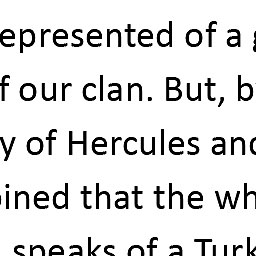 epresented of a
f our clan. But, b
y of Hercules and
oined that the wh
speaks of a Turk